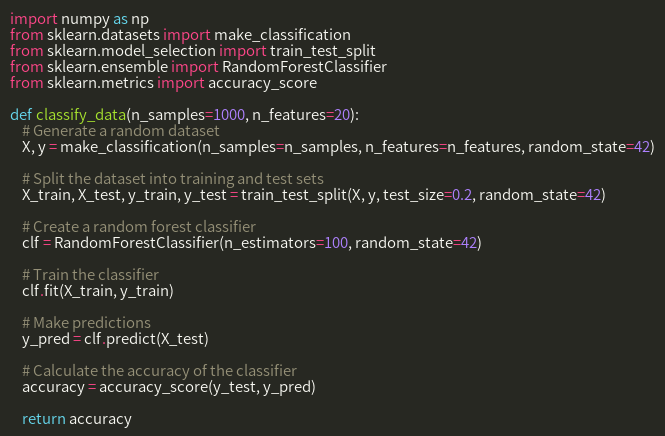 import numpy as np
from sklearn.datasets import make_classification
from sklearn.model_selection import train_test_split
from sklearn.ensemble import RandomForestClassifier
from sklearn.metrics import accuracy_score

def classify_data(n_samples=1000, n_features=20):
    # Generate a random dataset
    X, y = make_classification(n_samples=n_samples, n_features=n_features, random_state=42)

    # Split the dataset into training and test sets
    X_train, X_test, y_train, y_test = train_test_split(X, y, test_size=0.2, random_state=42)

    # Create a random forest classifier
    clf = RandomForestClassifier(n_estimators=100, random_state=42)

    # Train the classifier
    clf.fit(X_train, y_train)

    # Make predictions
    y_pred = clf.predict(X_test)

    # Calculate the accuracy of the classifier
    accuracy = accuracy_score(y_test, y_pred)

    return accuracy